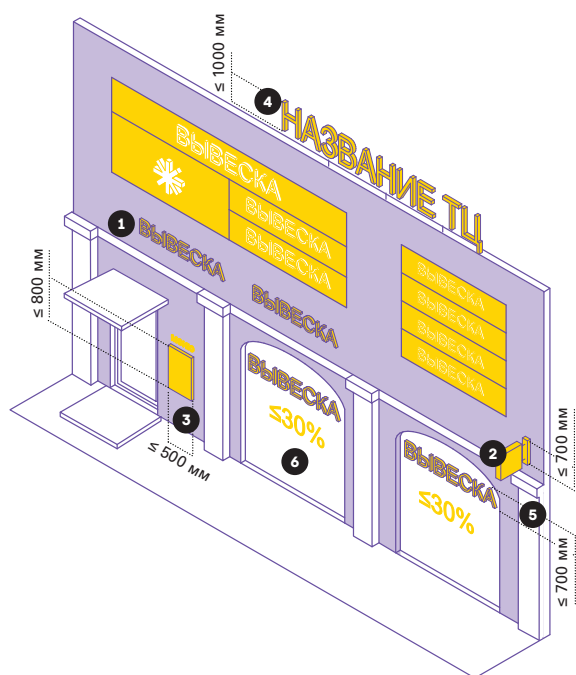 ≤ 1000 мм
4
НАЗВАНИЕ ТЦ
ВЫВЕСКА
ВЫВЕСКА
ВЫВЕСКА
1
ВЫВЕСКА
ВЫВЕСКА
ВЫВЕСКА
ВЫВЕСКА
ВЫВЕСКА
ВЫВЕСКА
≤ 800 мм
3
≤ 500 мм
ВЫВЕСКА
≤30%
6
ВЫВЕСКА
≤30%
2
≤ 700 мм
5
≤ 700 мм